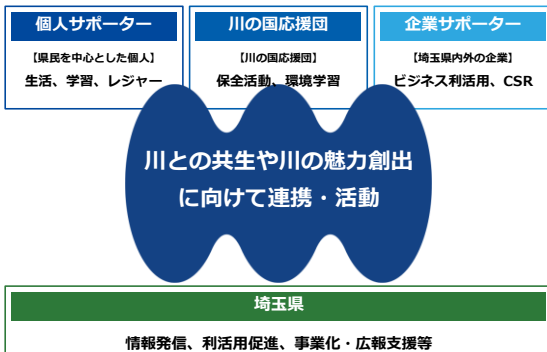 個人サポーター
【県民を中心とした個人】
生活、学習、レジャー
川の国応援団
【川の国応援団】
保全活動、環境学習
企業サポーター
【埼玉県内外の企業】
ビジネス利活用、CSR
川との共生や川の魅力創出
に向けて連携・活動
埼玉県
情報発信、利活用促進、事業化・広報支援等